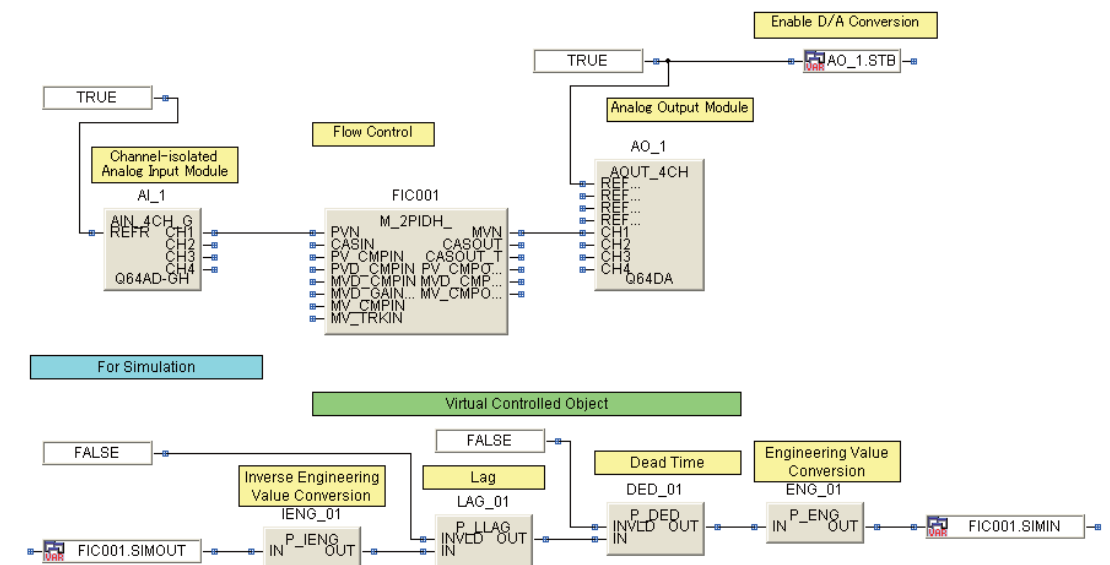 Enable D/A Conversion
TRUE
VAR
AO_1.STB
TRUE
Analog Output Module
Flow Control
Channel-isolated
Analog Input Module
AO_1
AI_1
FIC001
AIN_4CH_G
REFR CH1
CH2
CH3
CH4
Q64AD-GH
M_2PIDH_
PVN MVN
CASIN CASOUT
PV_CMPIN CASOUT_T
PVD_CMPIN PV_CMPO...
MVD_CMPIN MVD_CMP...
MVD_GAIN... MV_CMPO...
MV_CMPIN
MV_TRKIN
AOUT_4CH
REF...
REF...
REF...
REF...
CH1
CH2
CH3
CH4
Q64DA
For Simulation
Virtual Controlled Object
FALSE
FALSE
Inverse Engineering
Value Conversion
Lag
Dead Time
Engineering Value
Conversion
IENG_01
LAG_01
DED_01
ENG_01
VAR
FIC001.SIMOUT
P_IENG
IN OUT
P_LLAG
INVLD OUT
IN
P_DED
INVLD OUT
IN
P_ENG
IN OUT
VAR
FIC001.SIMIN